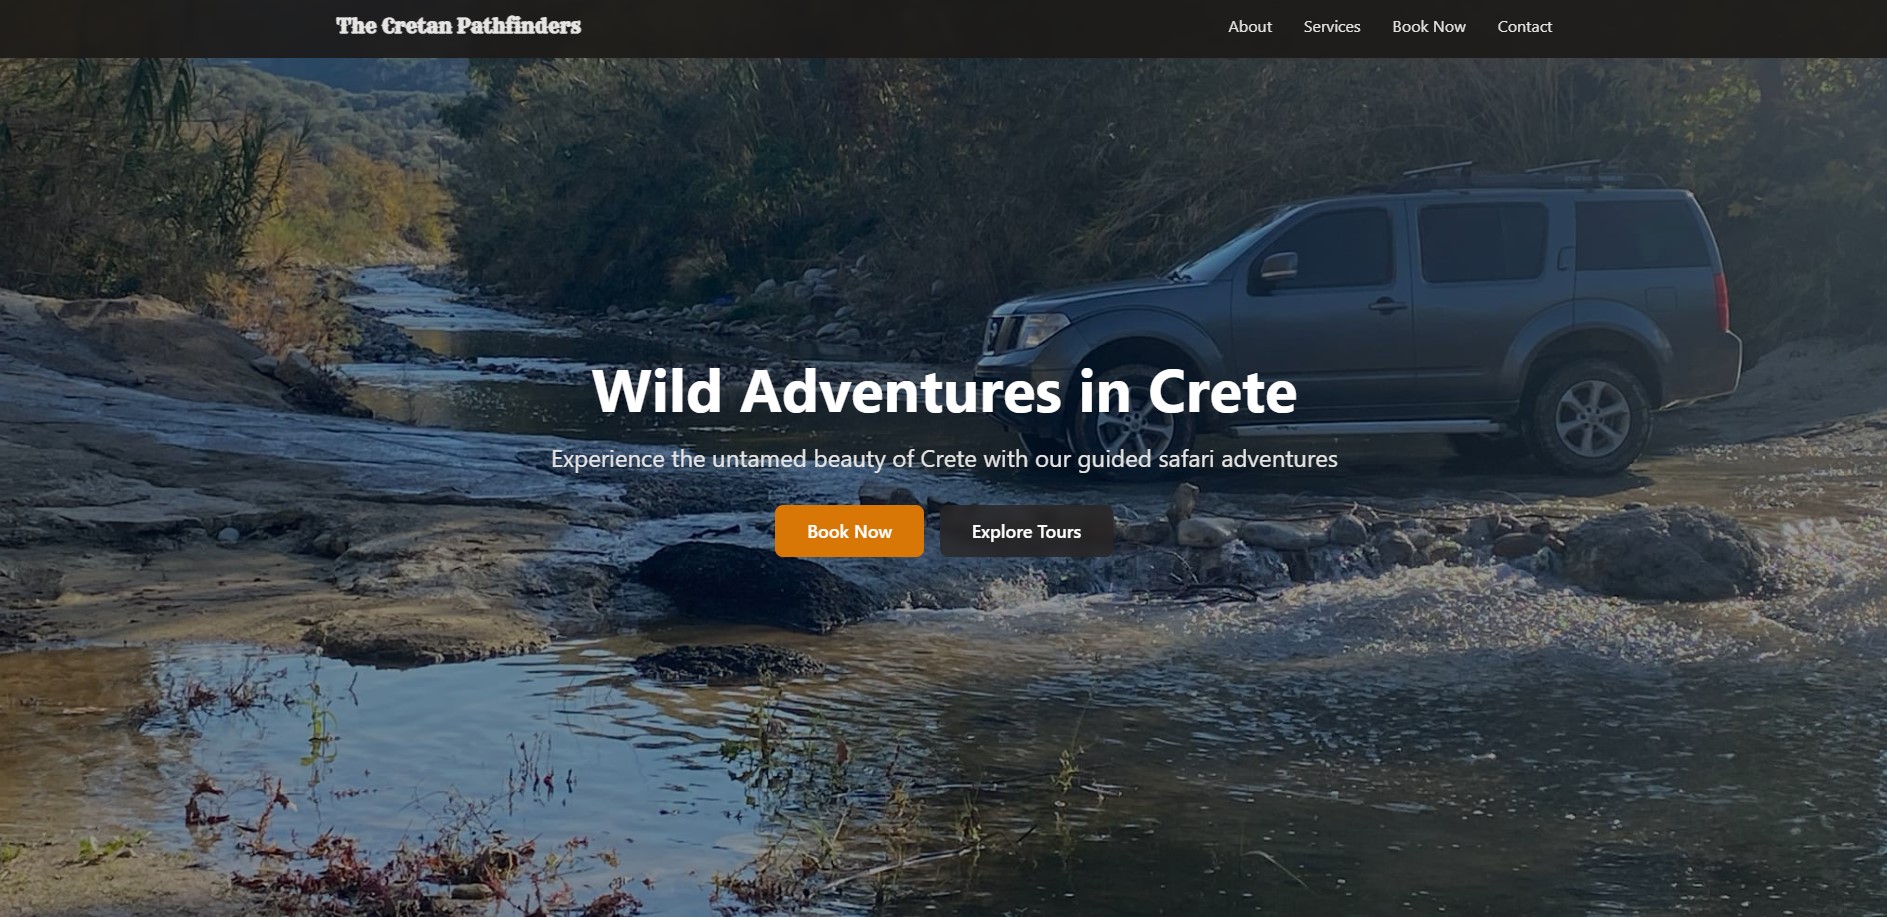 The Cretan Pathfinders
About Services Book Now Contact
Wild Adventures in Crete
Experience the untamed beauty of Crete with our guided safari adventures
Book Now Explore Tours